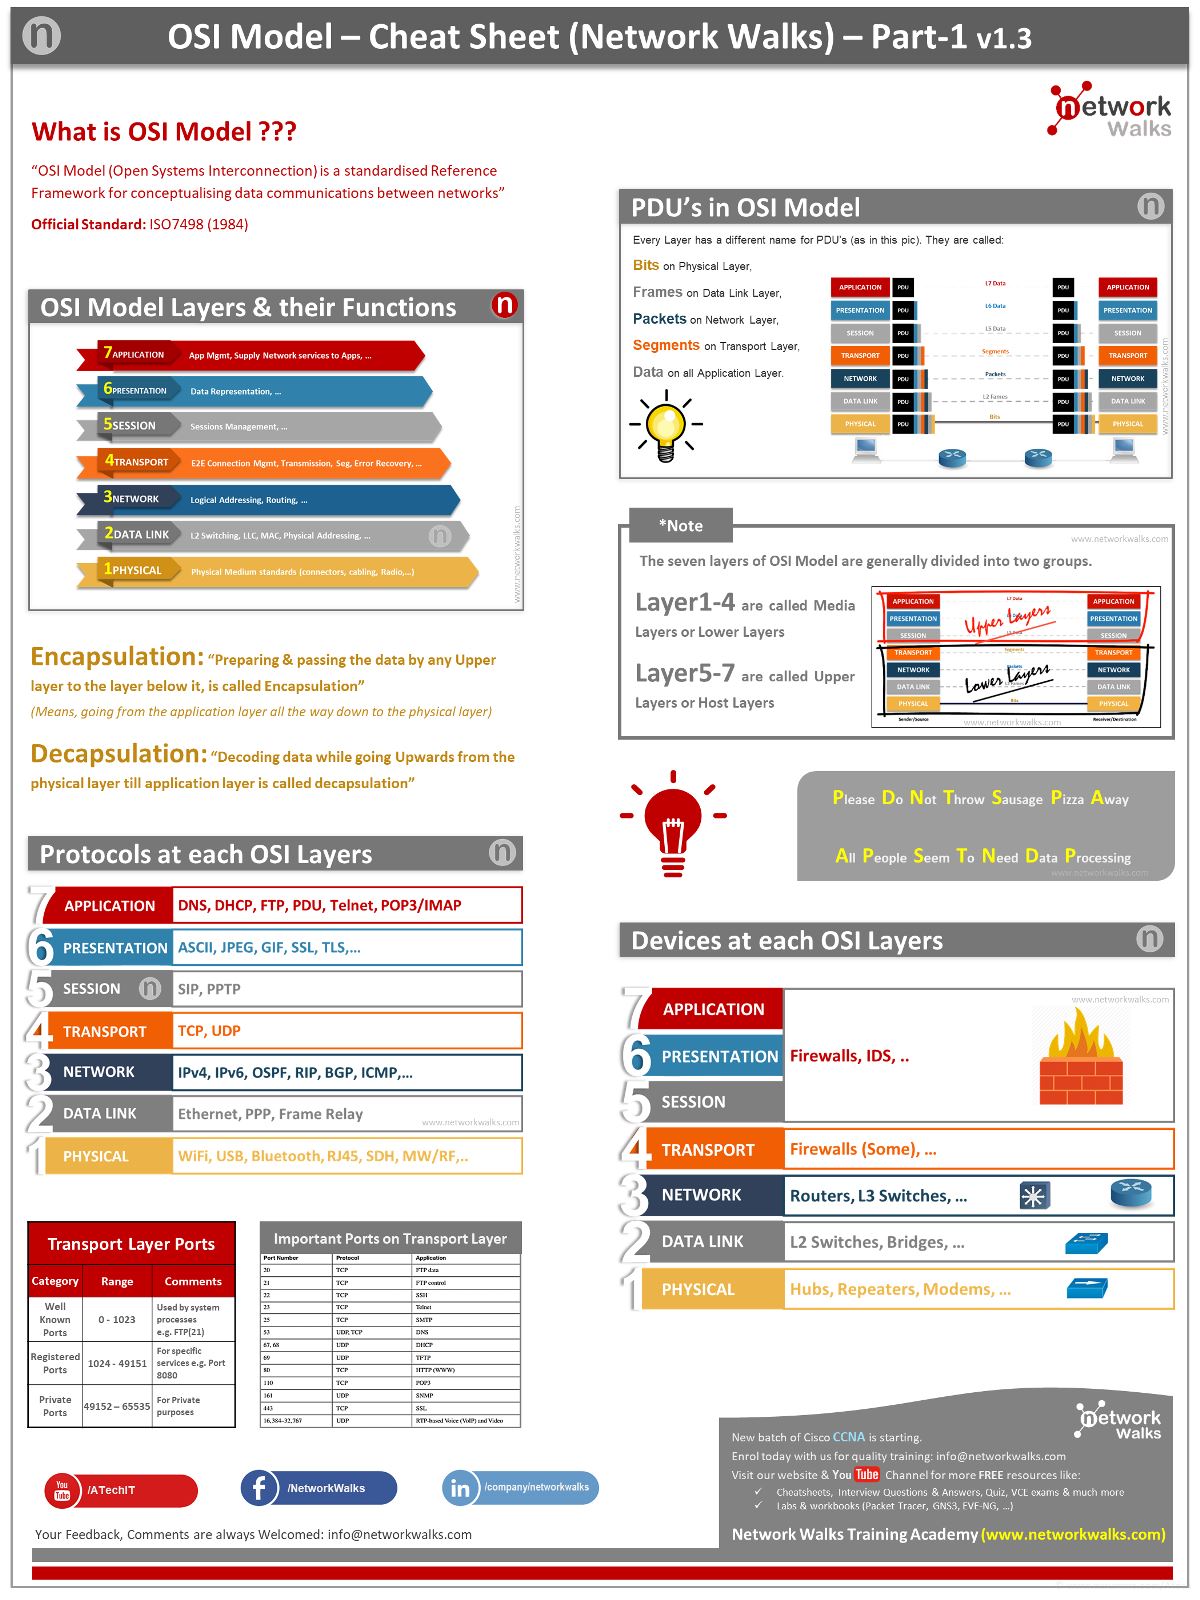 OSI Model – Cheat Sheet (Network Walks) – Part-1 v1.3
network
Walks
What is OSI Model ???
“OSI Model (Open Systems Interconnection) is a standardised Reference
Framework for conceptualising data communications between networks”
Official Standard: ISO7498 (1984)
OSI Model Layers & their Functions
7 APPLICATION App Mgmt, Supply Network services to Apps, ...
6 PRESENTATION Data Representation, ...
5 SESSION Sessions Management, ...
4 TRANSPORT E2E Connection Mgmt, Transmission, Seg, Error Recovery, ...
3 NETWORK Logical Addressing, Routing, ...
2 DATA LINK L2 Switching, LLC, MAC, Physical Addressing, ...
1 PHYSICAL Physical Medium standards (connectors, cabling, Radio,...)
www.networkwalks.com
Encapsulation: “Preparing & passing the data by any Upper
layer to the layer below it, is called Encapsulation”
(Means, going from the application layer all the way down to the physical layer)
Decapsulation: “Decoding data while going Upwards from the
physical layer till application layer is called decapsulation”
Protocols at each OSI Layers
7 APPLICATION DNS, DHCP, FTP, PDU, Telnet, POP3/IMAP
6 PRESENTATION ASCII, JPEG, GIF, SSL, TLS,...
5 SESSION SIP, PPTP
4 TRANSPORT TCP, UDP
3 NETWORK IPv4, IPv6, OSPF, RIP, BGP, ICMP,...
2 DATA LINK Ethernet, PPP, Frame Relay
www.networkwalks.com
1 PHYSICAL WiFi, USB, Bluetooth, RJ45, SDH, MW/RF,..
Transport Layer Ports
Category Range Comments
Well
Known
Ports
0 - 1023
Used by system
processes
e.g. FTP(21)
Registered
Ports
1024 - 49151
For specific
services e.g. Port
8080
Private
Ports
49152 – 65535
For Private
purposes
Important Ports on Transport Layer
Port Number Protocol Application
20 TCP FTP data
21 TCP FTP control
22 TCP SSH
23 TCP Telnet
25 TCP SMTP
53 UDP, TCP DNS
67, 68 UDP DHCP
69 UDP TFTP
80 TCP HTTP (WWW)
110 TCP POP3
161 UDP SNMP
443 TCP SSL
16,384-32,767 UDP RTP-based Voice (VoIP) and Video
PDU’s in OSI Model
Every Layer has a different name for PDU's (as in this pic). They are called:
Bits on Physical Layer,
Frames on Data Link Layer,
Packets on Network Layer,
Segments on Transport Layer,
Data on all Application Layer.
APPLICATION PDU L7 Data PDU APPLICATION
PRESENTATION PDU L6 Data PDU PRESENTATION
SESSION PDU L5 Data PDU SESSION
TRANSPORT PDU Segments PDU TRANSPORT
NETWORK PDU Packets PDU NETWORK
DATA LINK PDU L2 Fames PDU DATA LINK
PHYSICAL PDU Bits PDU PHYSICAL
www.networkwalks.com
*Note
www.networkwalks.com
The seven layers of OSI Model are generally divided into two groups.
Layer1-4 are called Media
Layers or Lower Layers
Layer5-7 are called Upper
Layers or Host Layers
APPLICATION L7 Data APPLICATION
PRESENTATION Upper Layers PRESENTATION
SESSION SESSION
TRANSPORT Segments TRANSPORT
NETWORK Packets NETWORK
DATA LINK Lower Layers DATA LINK
PHYSICAL Bits PHYSICAL
Sender/Source www.networkwalks.com Receiver/Destination
Please Do Not Throw Sausage Pizza Away
All People Seem To Need Data Processing
www.networkwalks.com
Devices at each OSI Layers
www.networkwalks.com
7 APPLICATION
6 PRESENTATION Firewalls, IDS, ..
5 SESSION
4 TRANSPORT Firewalls (Some), ...
3 NETWORK Routers, L3 Switches, ...
2 DATA LINK L2 Switches, Bridges, ...
1 PHYSICAL Hubs, Repeaters, Modems, ...
network
Walks
New batch of Cisco CCNA is starting.
Enrol today with us for quality training: info@networkwalks.com
Visit our website & You Tube Channel for more FREE resources like:
✓ Cheatsheets, Interview Questions & Answers, Quiz, VCE exams & much more
✓ Labs & workbooks (Packet Tracer, GNS3, EVE-NG, ...)
Network Walks Training Academy (www.networkwalks.com)
You Tube /ATechIT
f /NetworkWalks
in /company/networkwalks
Your Feedback, Comments are always Welcomed: info@networkwalks.com